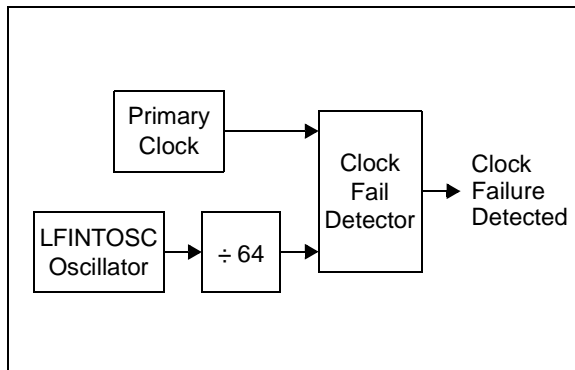 Primary
Clock
LFINTOSC
Oscillator
÷ 64
Clock
Fail
Detector
Clock
Failure
Detected